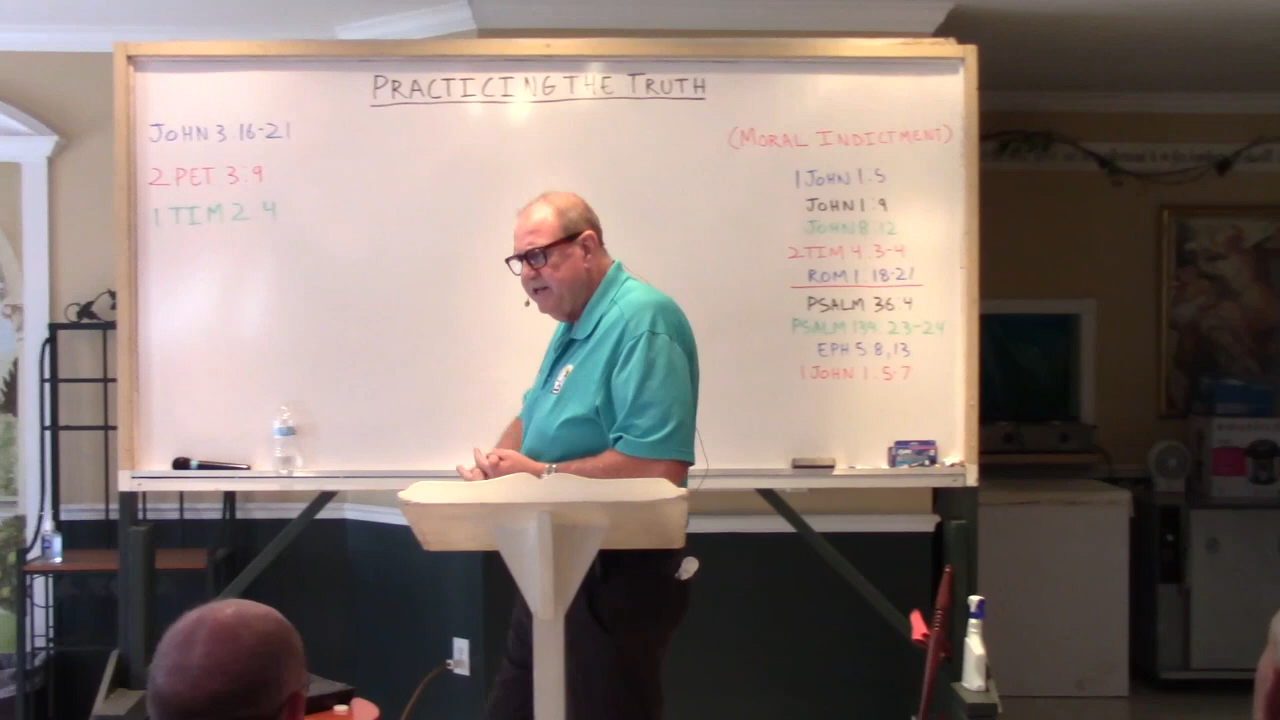 PRACTICING THE TRUTH
JOHN 3:16-21
2 PET 3:9
1 TIM 2:4
(MORAL INDICTMENT)
1 JOHN 1:5
JOHN 1:9
JOHN 8:12
2 TIM 4:3-4
ROM 1:18-21
PSALM 36:4
PSALM 139:23-24
EPH 5:8,13
1 JOHN 1:5-7